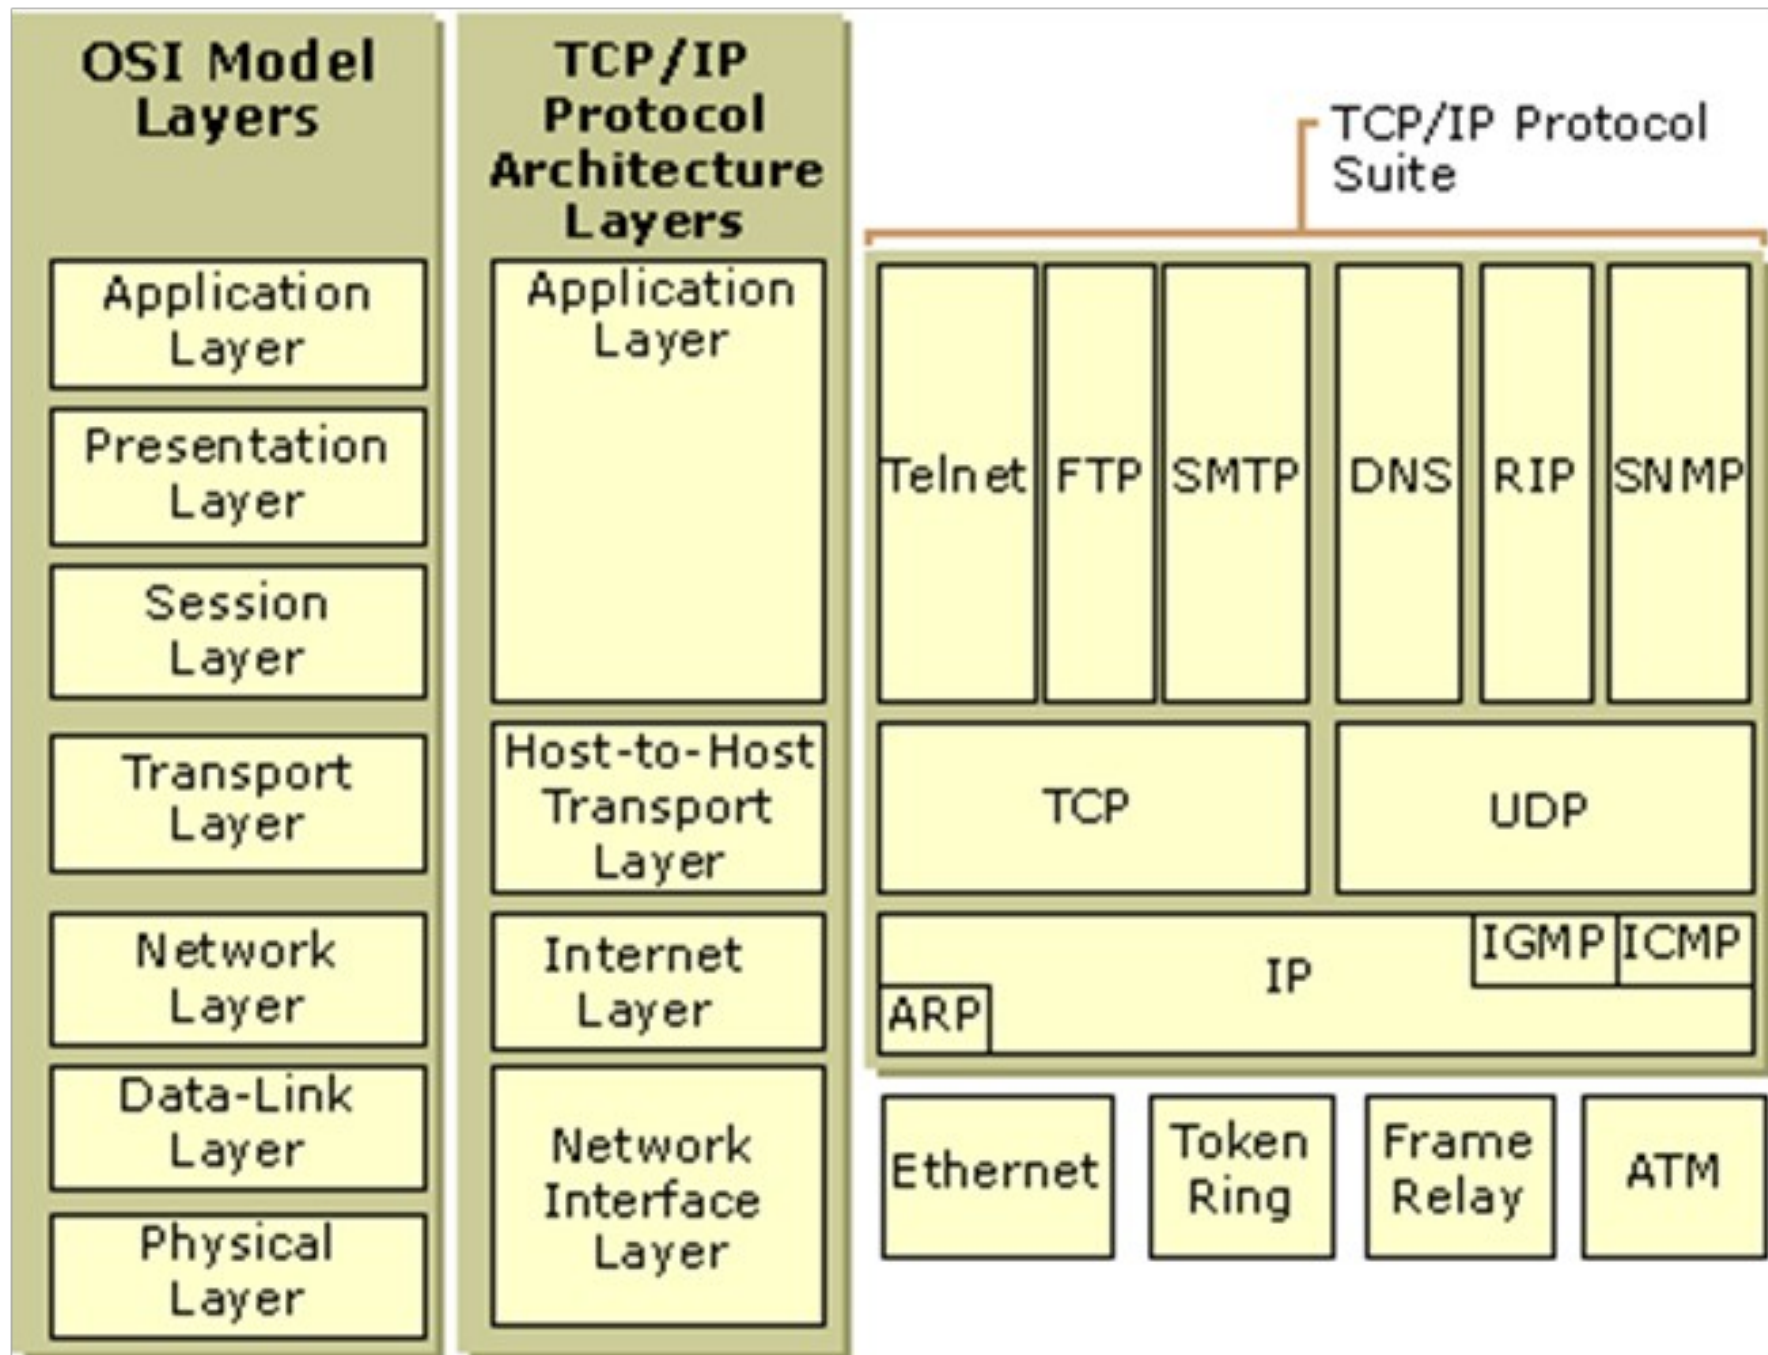 OSI Model
Layers
Application
Layer
Presentation
Layer
Session
Layer
Transport
Layer
Network
Layer
Data-Link
Layer
Physical
Layer
TCP/IP
Protocol
Architecture
Layers
Application
Layer
Host-to-Host
Transport
Layer
Internet
Layer
Network
Interface
Layer
TCP/IP Protocol
Suite
Telnet
FTP
SMTP
DNS
RIP
SNMP
TCP
UDP
IP
IGMP
ICMP
ARP
Ethernet
Token
Ring
Frame
Relay
ATM